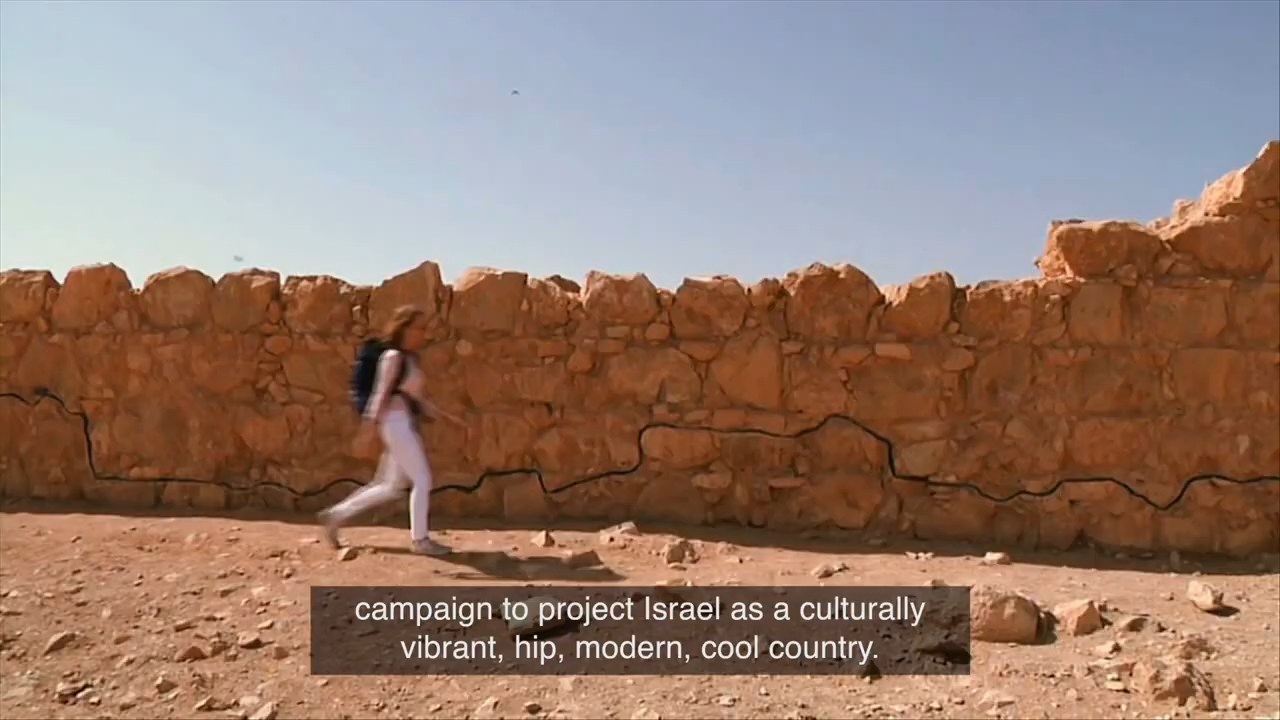 campaign to project Israel as a culturally
vibrant, hip, modern, cool country.